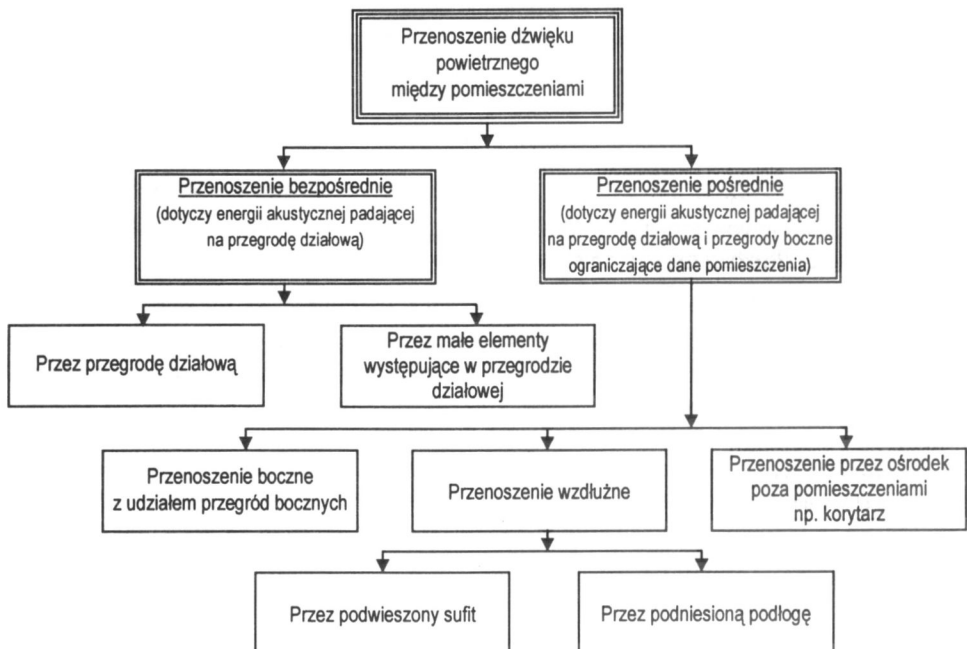 Przenoszenie dźwięku
powietrznego
między pomieszczeniami
Przenoszenie bezpośrednie
(dotyczy energii akustycznej padającej
na przegrodę działową)
Przenoszenie pośrednie
(dotyczy energii akustycznej padającej
na przegrodę działową i przegrody boczne
ograniczające dane pomieszczenia)
Przez przegrodę działową
Przez małe elementy
występujące w przegrodzie
działowej
Przenoszenie boczne
z udziałem przegród bocznych
Przenoszenie wzdłużne
Przenoszenie przez ośrodek
poza pomieszczeniami
np. korytarz
Przez podwieszony sufit
Przez podniesioną podłogę